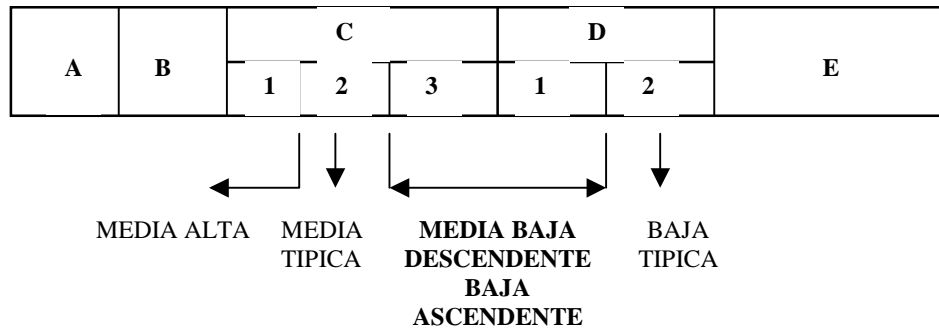 C D
A B E
1 2 3 1 2
MEDIA ALTA
MEDIA
TIPICA
MEDIA BAJA
DESCENDENTE
BAJA
ASCENDENTE
BAJA
TIPICA